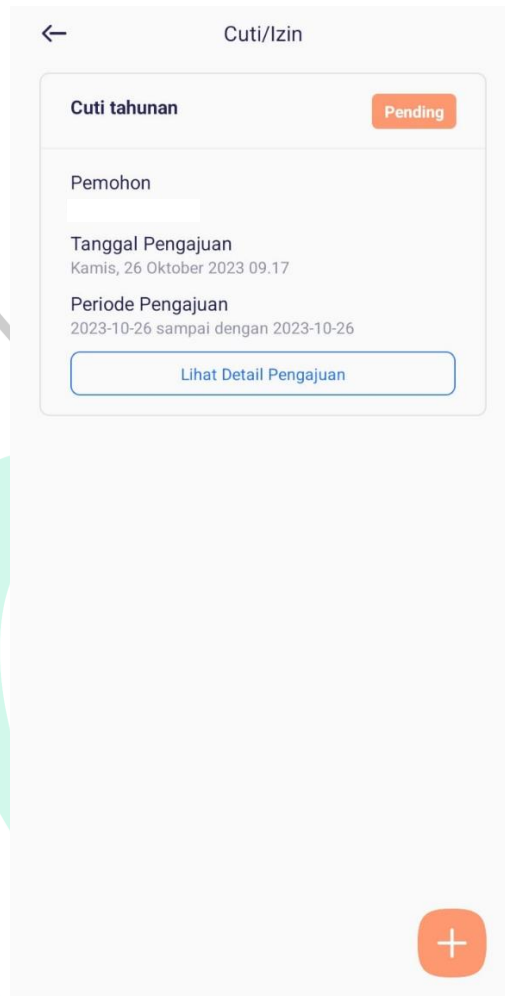 Cuti/Izin
Cuti tahunan
Pending
Pemohon
Tanggal Pengajuan
Kamis, 26 Oktober 2023 09.17
Periode Pengajuan
2023-10-26 sampai dengan 2023-10-26
Lihat Detail Pengajuan